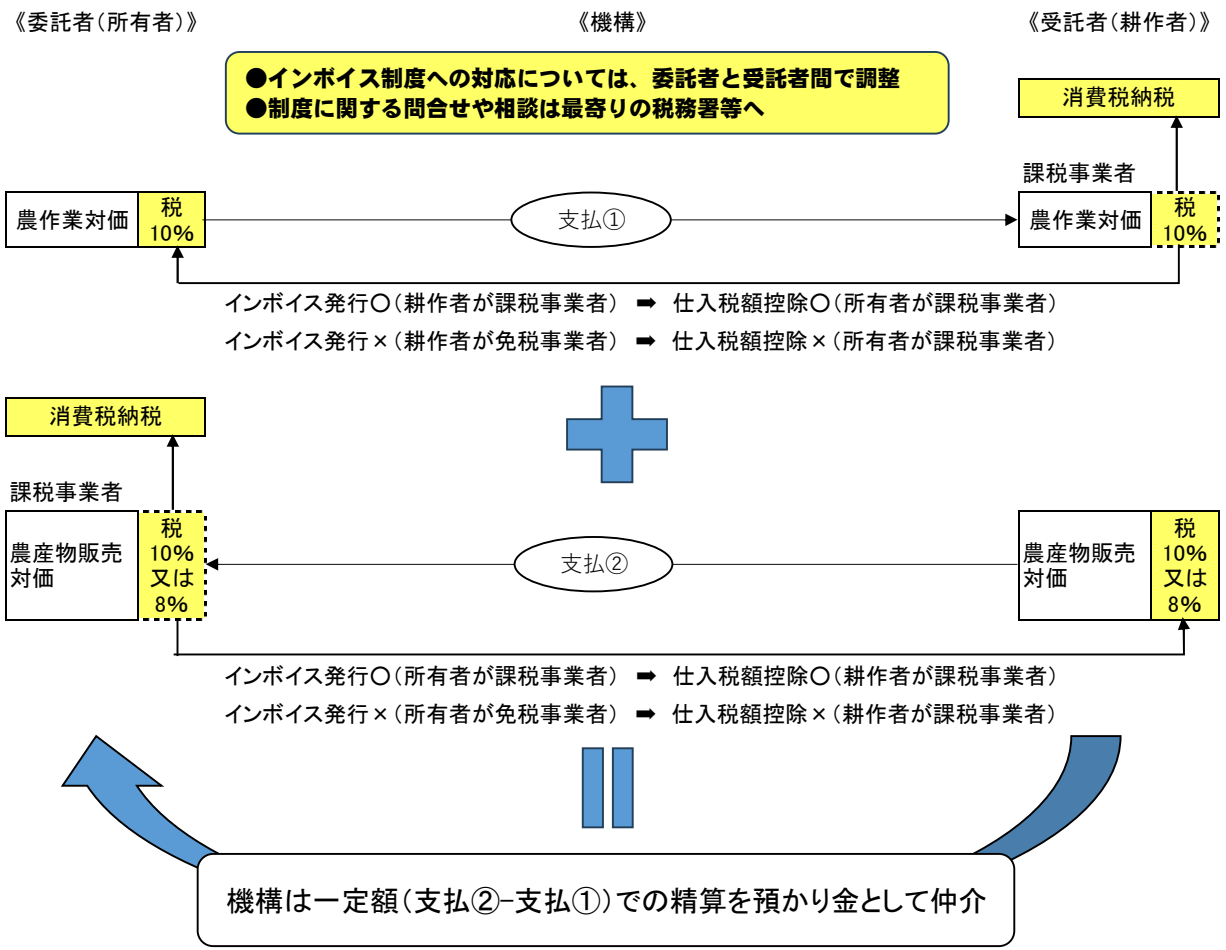 《委託者(所有者)》
《機構》
《受託者(耕作者)》
●インボイス制度への対応については、委託者と受託者間で調整
●制度に関する問合せや相談は最寄りの税務署等へ
消費税納税
課税事業者
農作業対価
税
10%
支払①
農作業対価
税
10%
インボイス発行〇(耕作者が課税事業者) ➡ 仕入税額控除〇(所有者が課税事業者)
インボイス発行×(耕作者が免税事業者) ➡ 仕入税額控除×(所有者が課税事業者)
消費税納税
課税事業者
農産物販売
対価
税
10%
又は
8%
支払②
農産物販売
対価
税
10%
又は
8%
インボイス発行〇(所有者が課税事業者) ➡ 仕入税額控除〇(耕作者が課税事業者)
インボイス発行×(所有者が免税事業者) ➡ 仕入税額控除×(耕作者が課税事業者)
機構は一定額(支払②-支払①)での精算を預かり金として仲介